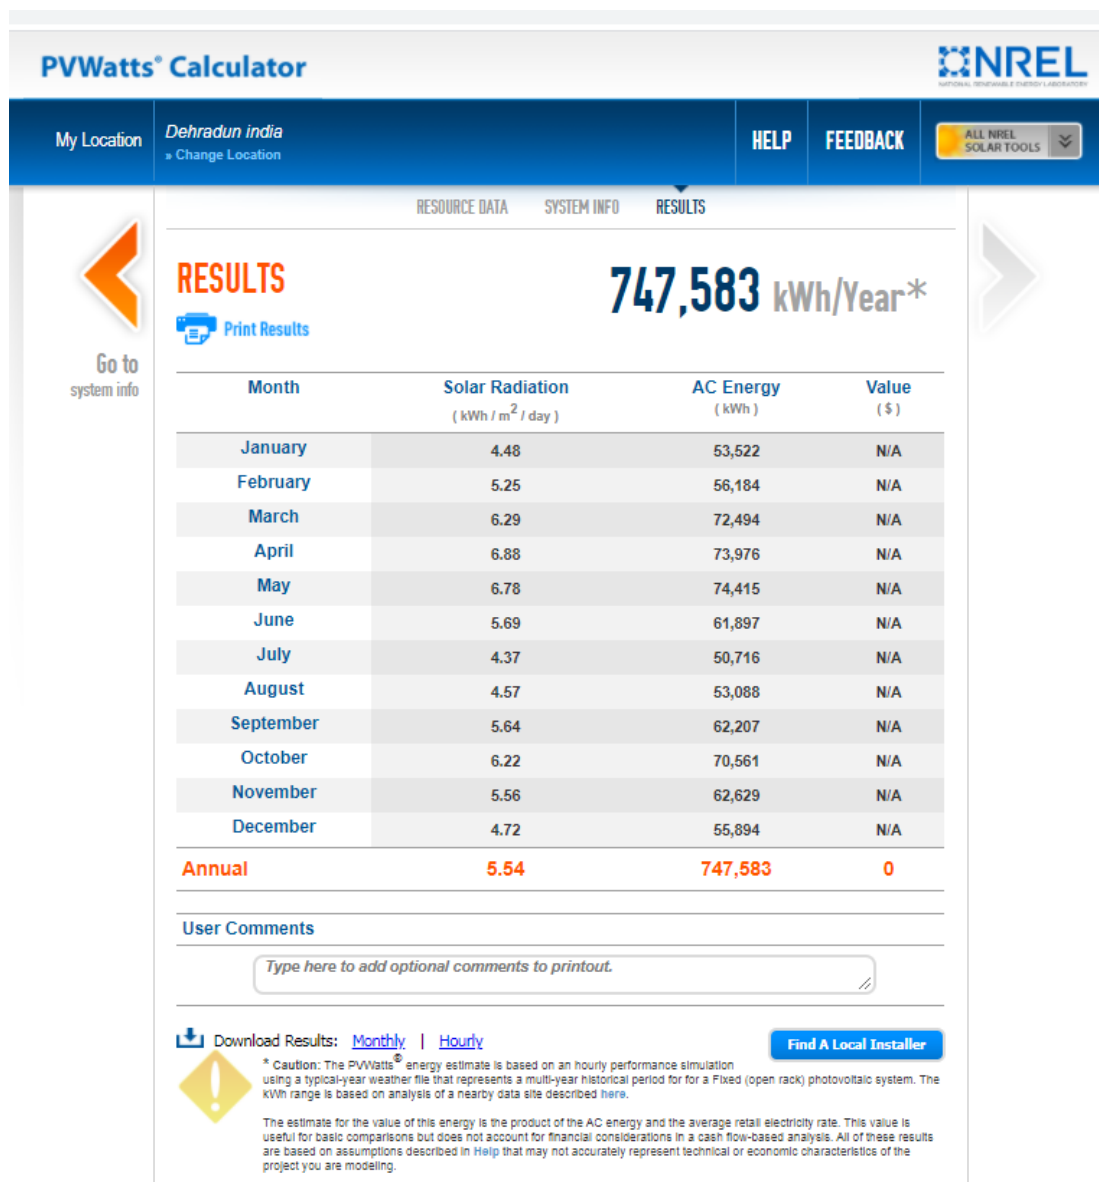 PVWatts® Calculator
NREL
NATIONAL RENEWABLE ENERGY LABORATORY
My Location
Dehradun india
» Change Location
HELP
FEEDBACK
ALL NREL
SOLAR TOOLS
RESOURCE DATA SYSTEM INFO RESULTS
RESULTS
747,583 kWh/Year*
Print Results
Go to
system info
Month Solar Radiation AC Energy Value
( kWh / m² / day ) ( kWh ) ( $ )
January 4.48 53,522 N/A
February 5.25 56,184 N/A
March 6.29 72,494 N/A
April 6.88 73,976 N/A
May 6.78 74,415 N/A
June 5.69 61,897 N/A
July 4.37 50,716 N/A
August 4.57 53,088 N/A
September 5.64 62,207 N/A
October 6.22 70,561 N/A
November 5.56 62,629 N/A
December 4.72 55,894 N/A
Annual 5.54 747,583 0
User Comments
Type here to add optional comments to printout.
Download Results: Monthly | Hourly
Find A Local Installer
* Caution: The PVWatts® energy estimate is based on an hourly performance simulation
using a typical-year weather file that represents a multi-year historical period for for a Fixed (open rack) photovoltaic system. The
kWh range is based on analysis of a nearby data site described here.
The estimate for the value of this energy is the product of the AC energy and the average retail electricity rate. This value is
useful for basic comparisons but does not account for financial considerations in a cash flow-based analysis. All of these results
are based on assumptions described in Help that may not accurately represent technical or economic characteristics of the
project you are modeling.